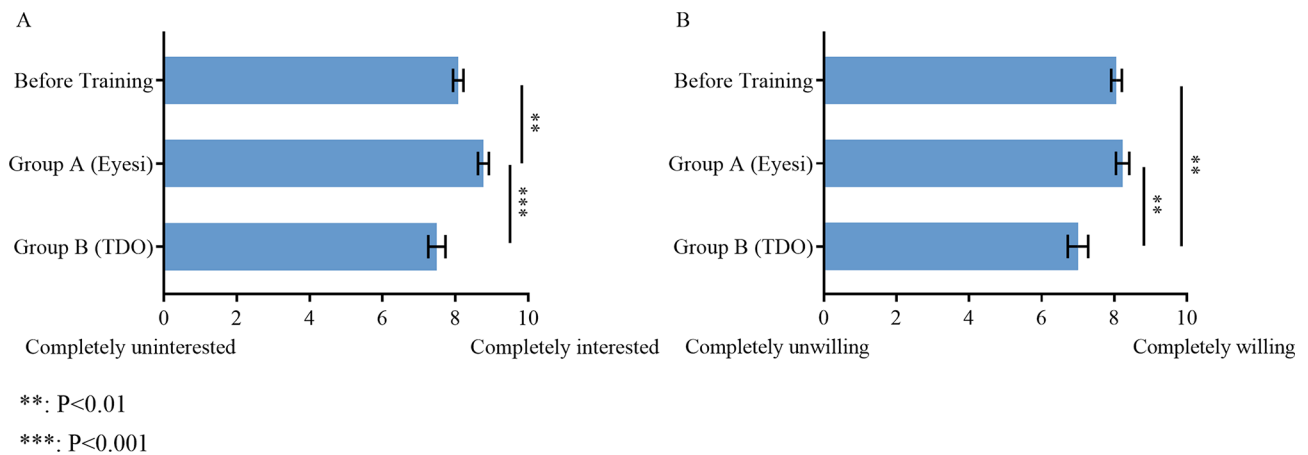 A
Before Training
Group A (Eyesi)
Group B (TDO)
**
***
0 2 4 6 8 10
Completely uninterested Completely interested
B
Before Training
Group A (Eyesi)
Group B (TDO)
**
**
0 2 4 6 8 10
Completely unwilling Completely willing
**: P<0.01
***: P<0.001